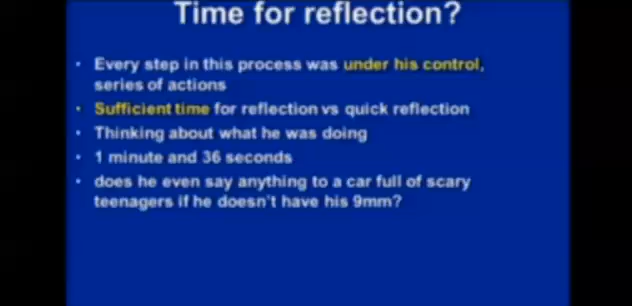 Time for reflection?
• Every step in this process was under his control,
series of actions
• Sufficient time for reflection vs quick reflection
• Thinking about what he was doing
• 1 minute and 36 seconds
• does he even say anything to a car full of scary
teenagers if he doesn't have his 9mm?